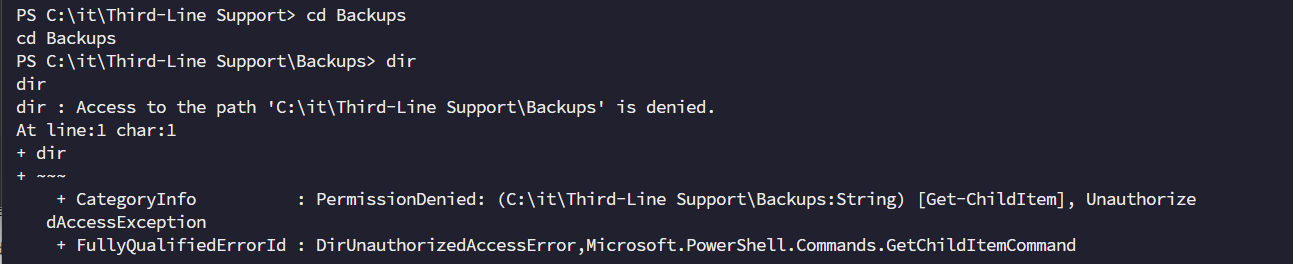 PS C:\it\Third-Line Support> cd Backups
cd Backups
PS C:\it\Third-Line Support\Backups> dir
dir
dir : Access to the path 'C:\it\Third-Line Support\Backups' is denied.
At line:1 char:1
+ dir
+ ~~~
    + CategoryInfo          : PermissionDenied: (C:\it\Third-Line Support\Backups:String) [Get-ChildItem], Unauthorize
   dAccessException
    + FullyQualifiedErrorId : DirUnauthorizedAccessError,Microsoft.PowerShell.Commands.GetChildItemCommand